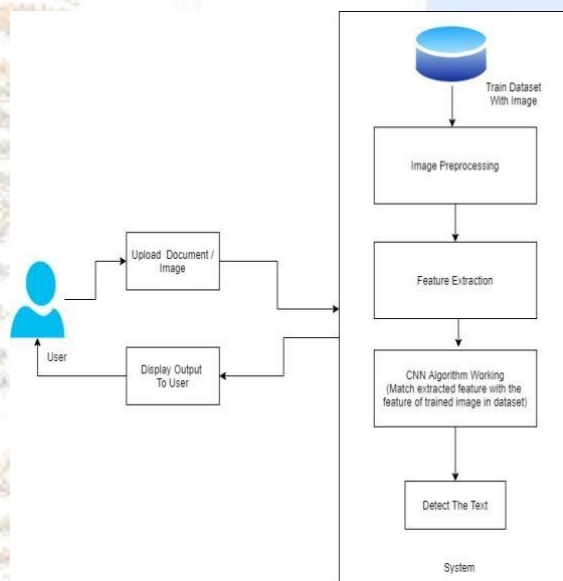 Train Dataset
With Image
Image Preprocessing
Upload Document /
Image
Feature Extraction
User
Display Output
To User
CNN Algorithm Working
(Match extracted feature with the
feature of trained image in dataset)
Detect The Text
System